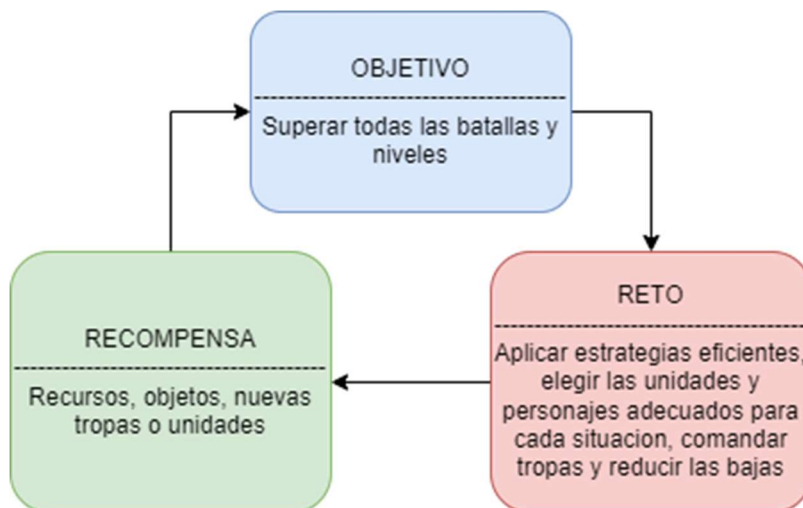 OBJETIVO
Superar todas las batallas y
niveles
RETO
Aplicar estrategias eficientes,
elegir las unidades y
personajes adecuados para
cada situacion, comandar
tropas y reducir las bajas
RECOMPENSA
Recursos, objetos, nuevas
tropas o unidades